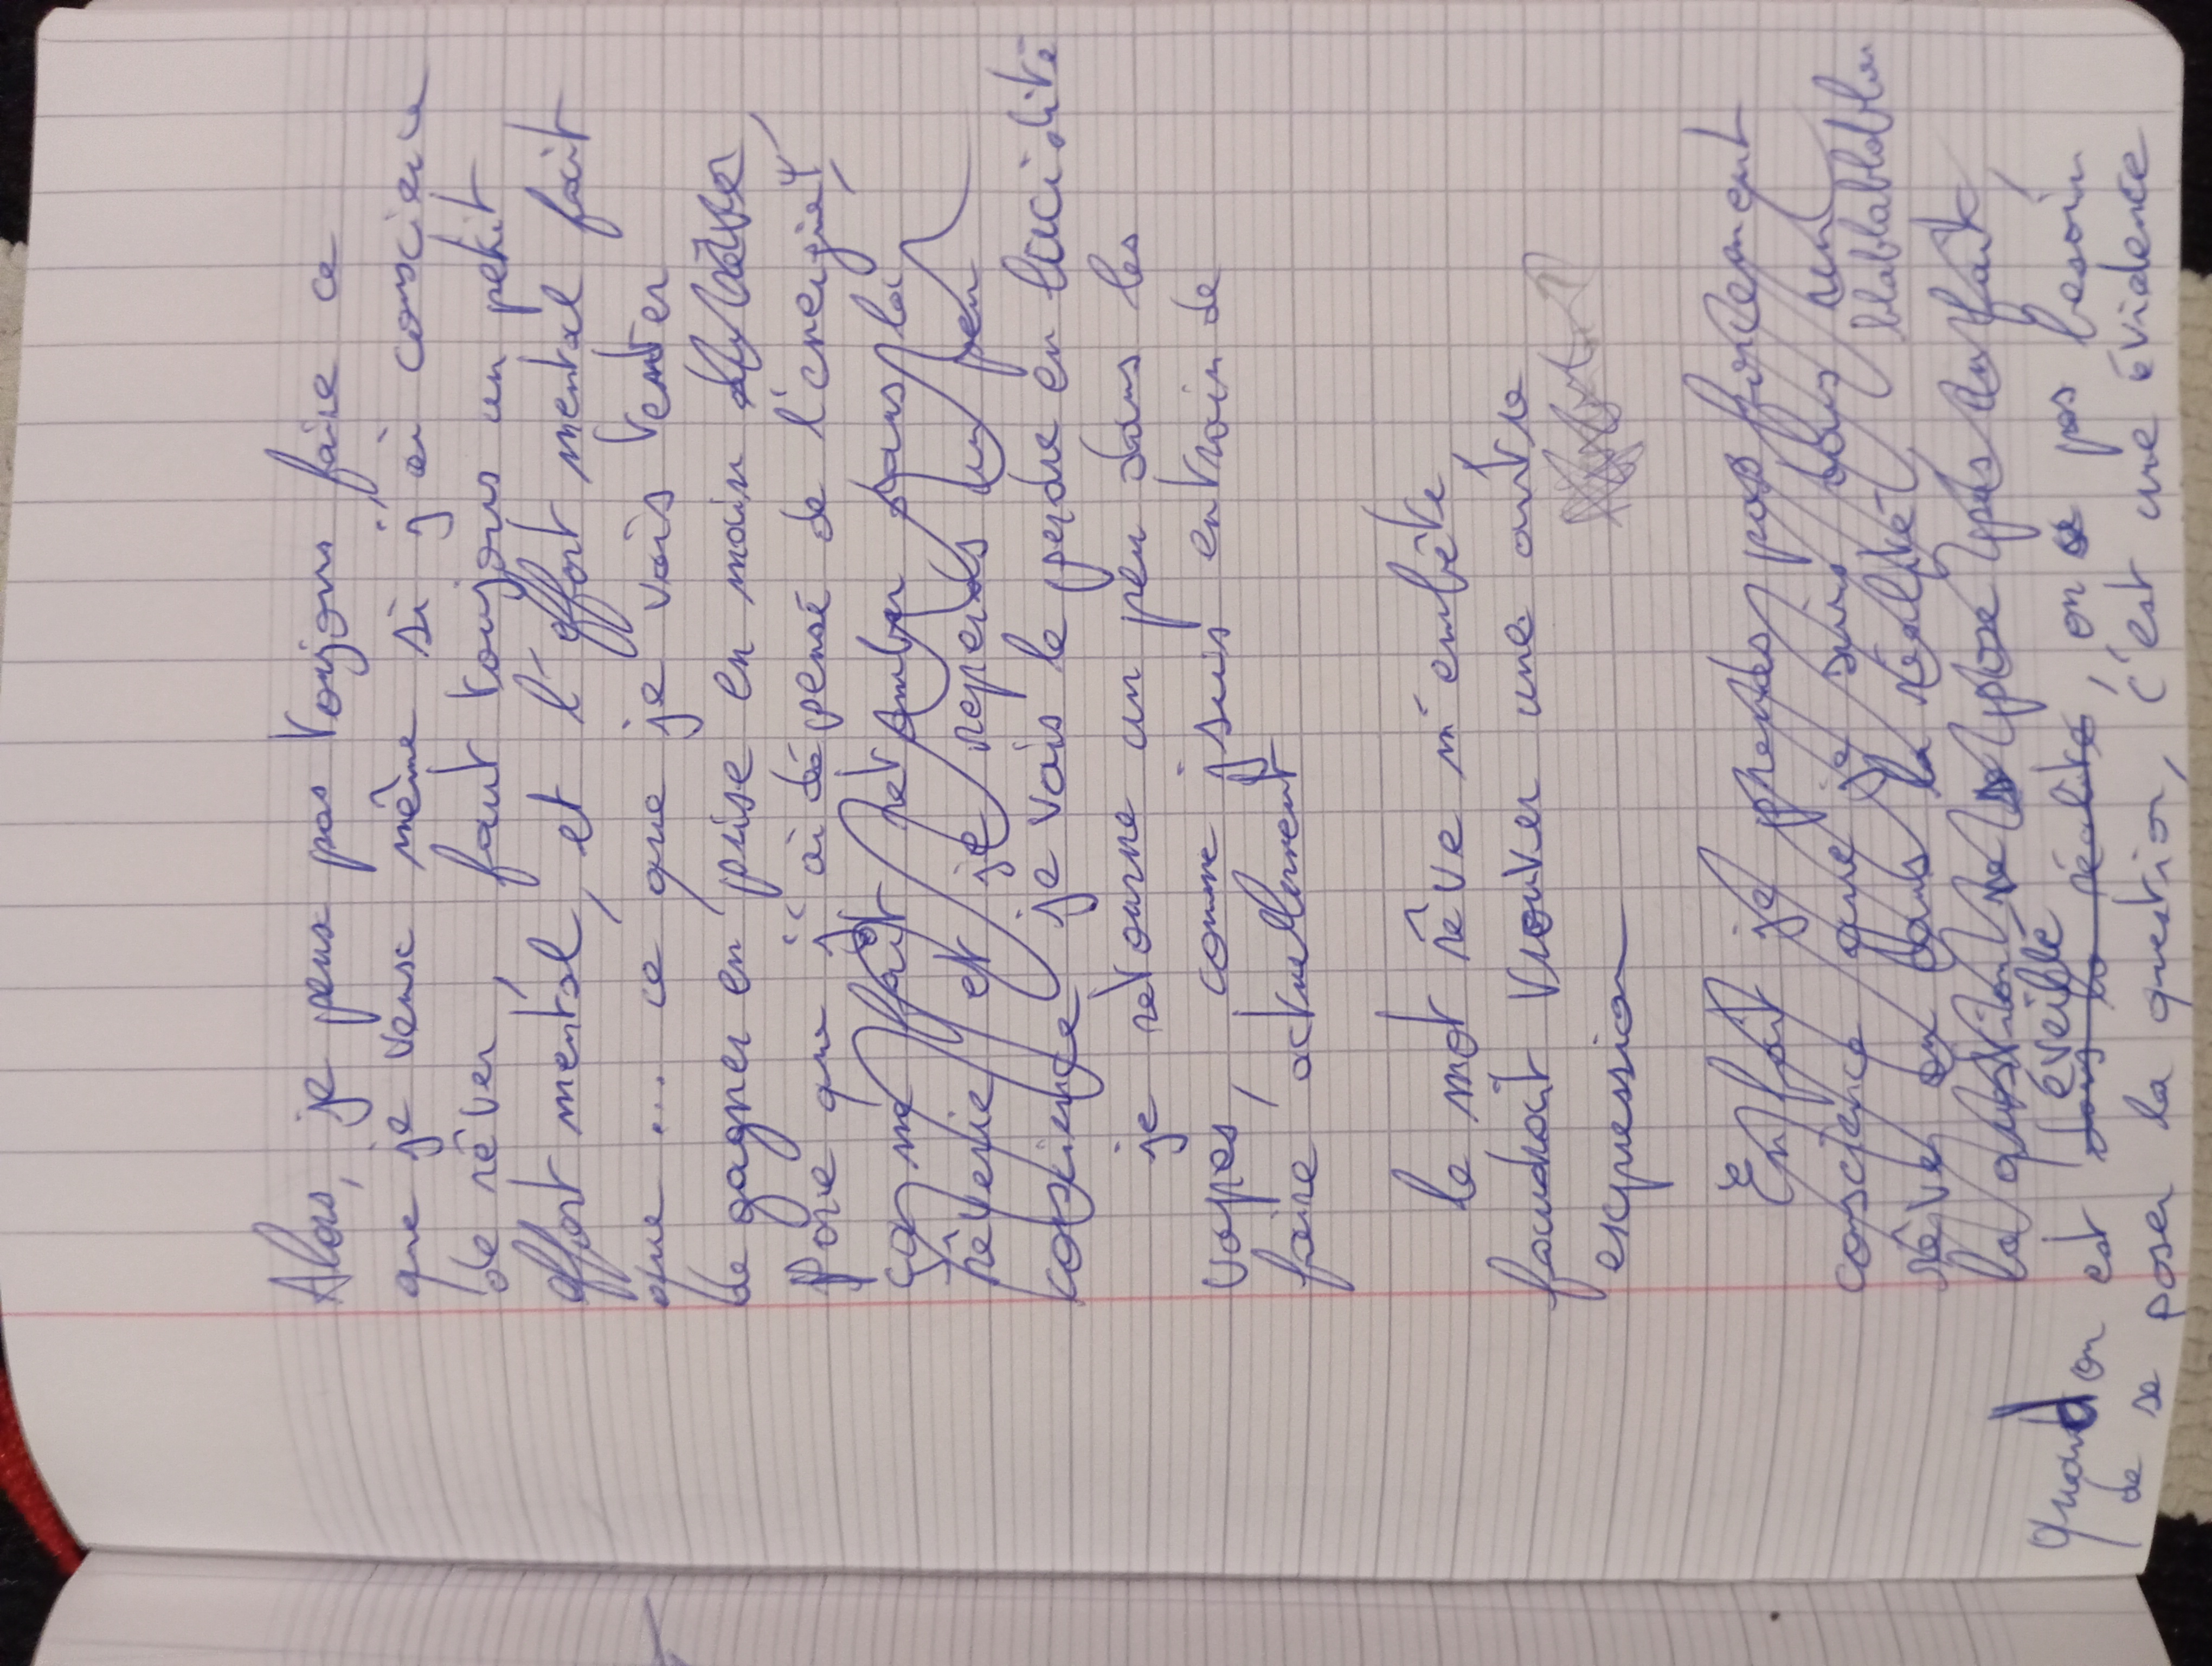 Alors, je peux pas toujours faire ce
que je veux même si j'ai conscience
de rêver, faut toujours un petit
effort mental, et l'effort mental fait
que ... ce que je vais tenter
de gagner en prise en main du rêve,
Parce que j'ai dépensé de l'énergie,
ça me fait retomber dans la
rêverie et je reperds un peu
conscience je vais le perdre en lucidité
je retourne un peu dans les
vapes, comme jsuis entrain de
faire actuellement
le mot rêve m'embête,
faudrait trouver une autre
expression
En fait je prends pas forcement
conscience que je suis dans un
rêve ou dans la réalité blablablablabla
la question ne se pose pas en fait,
éveillé
Quand on est dans la réalité, on a pas besoin
de se poser la question, c'est une évidence